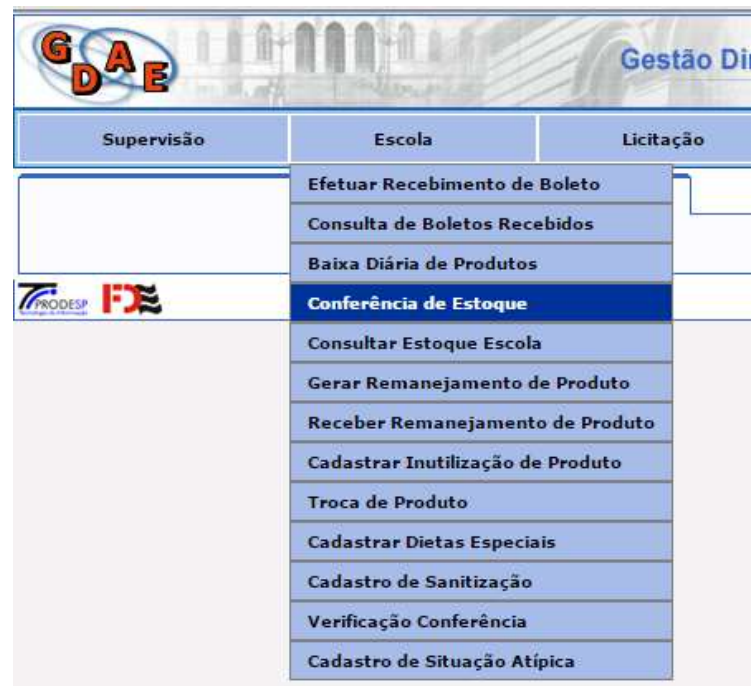 GDAE
Gestão Di
Supervisão
Escola
Licitação
Efetuar Recebimento de Boleto
Consulta de Boletos Recebidos
Baixa Diária de Produtos
Conferência de Estoque
Consultar Estoque Escola
Gerar Remanejamento de Produto
Receber Remanejamento de Produto
Cadastrar Inutilização de Produto
Troca de Produto
Cadastrar Dietas Especiais
Cadastro de Sanitização
Verificação Conferência
Cadastro de Situação Atípica
PRODESP
FDE